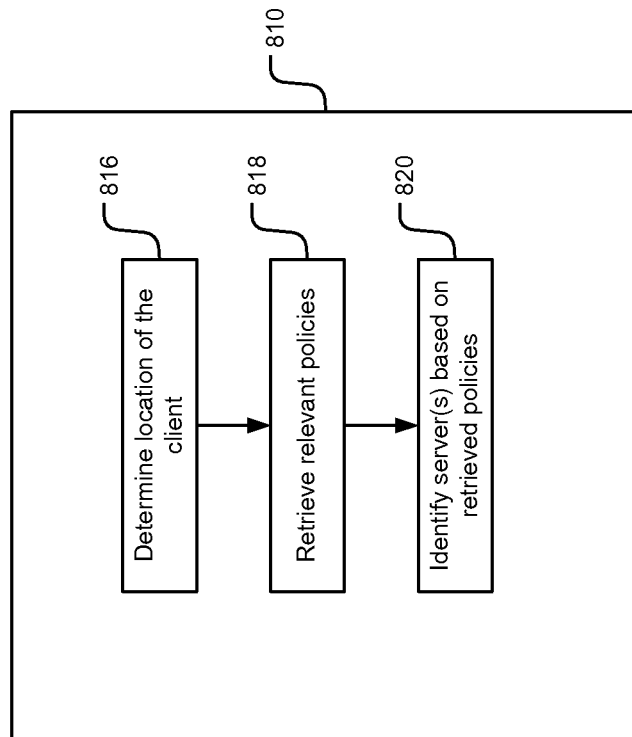 810
816
Determine location of the
client
818
Retrieve relevant policies
820
Identify server(s) based on
retrieved policies